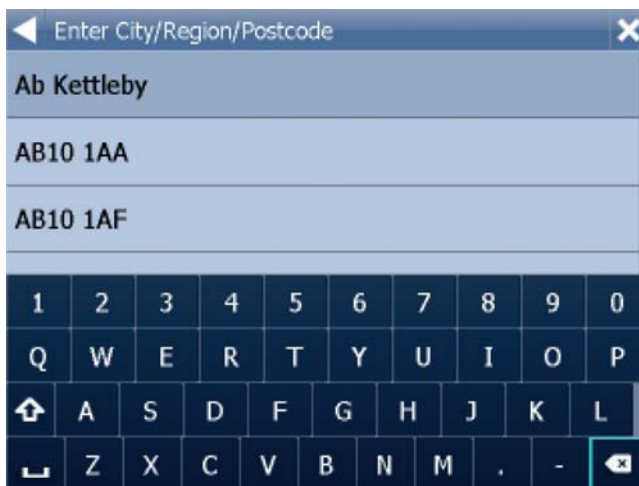 Enter City/Region/Postcode
Ab Kettleby
AB10 1AA
AB10 1AF
1 2 3 4 5 6 7 8 9 0
Q W E R T Y U I O P
A S D F G H J K L
Z X C V B N M . -